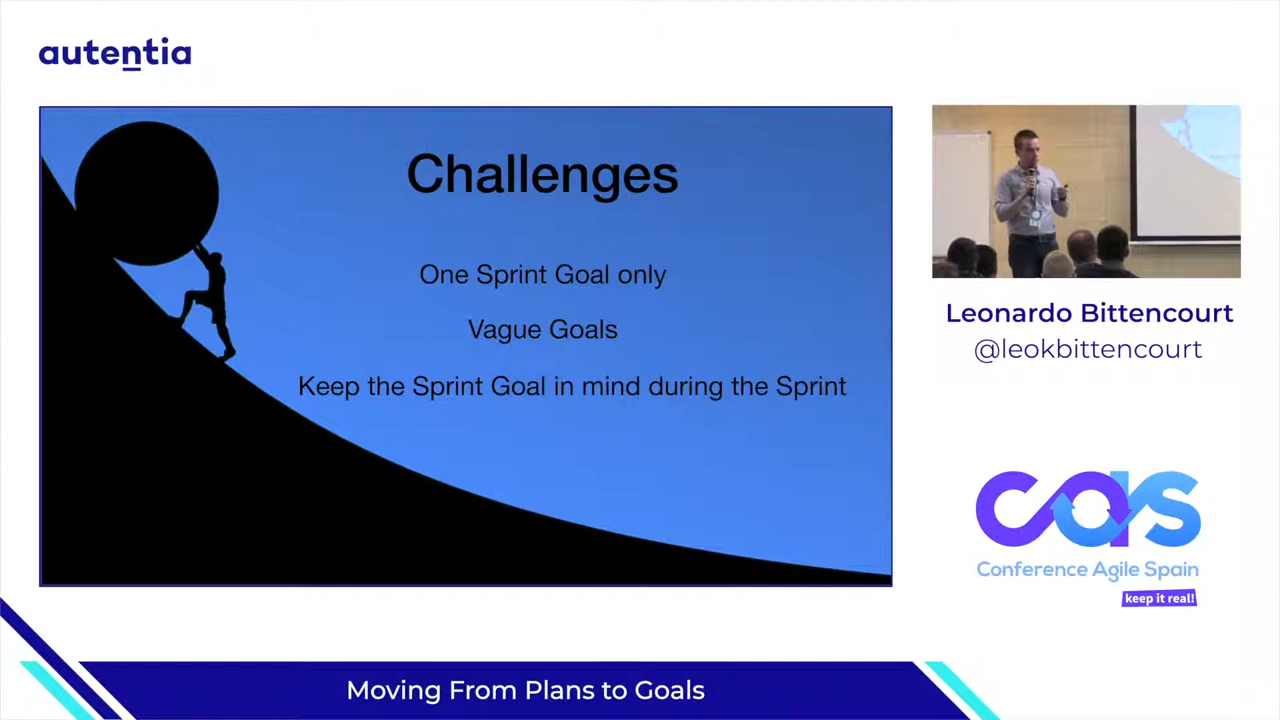 autentia
Challenges
One Sprint Goal only
Vague Goals
Keep the Sprint Goal in mind during the Sprint
Leonardo Bittencourt
@leokbittencourt
cas
Conference Agile Spain
keep it real!
Moving From Plans to Goals